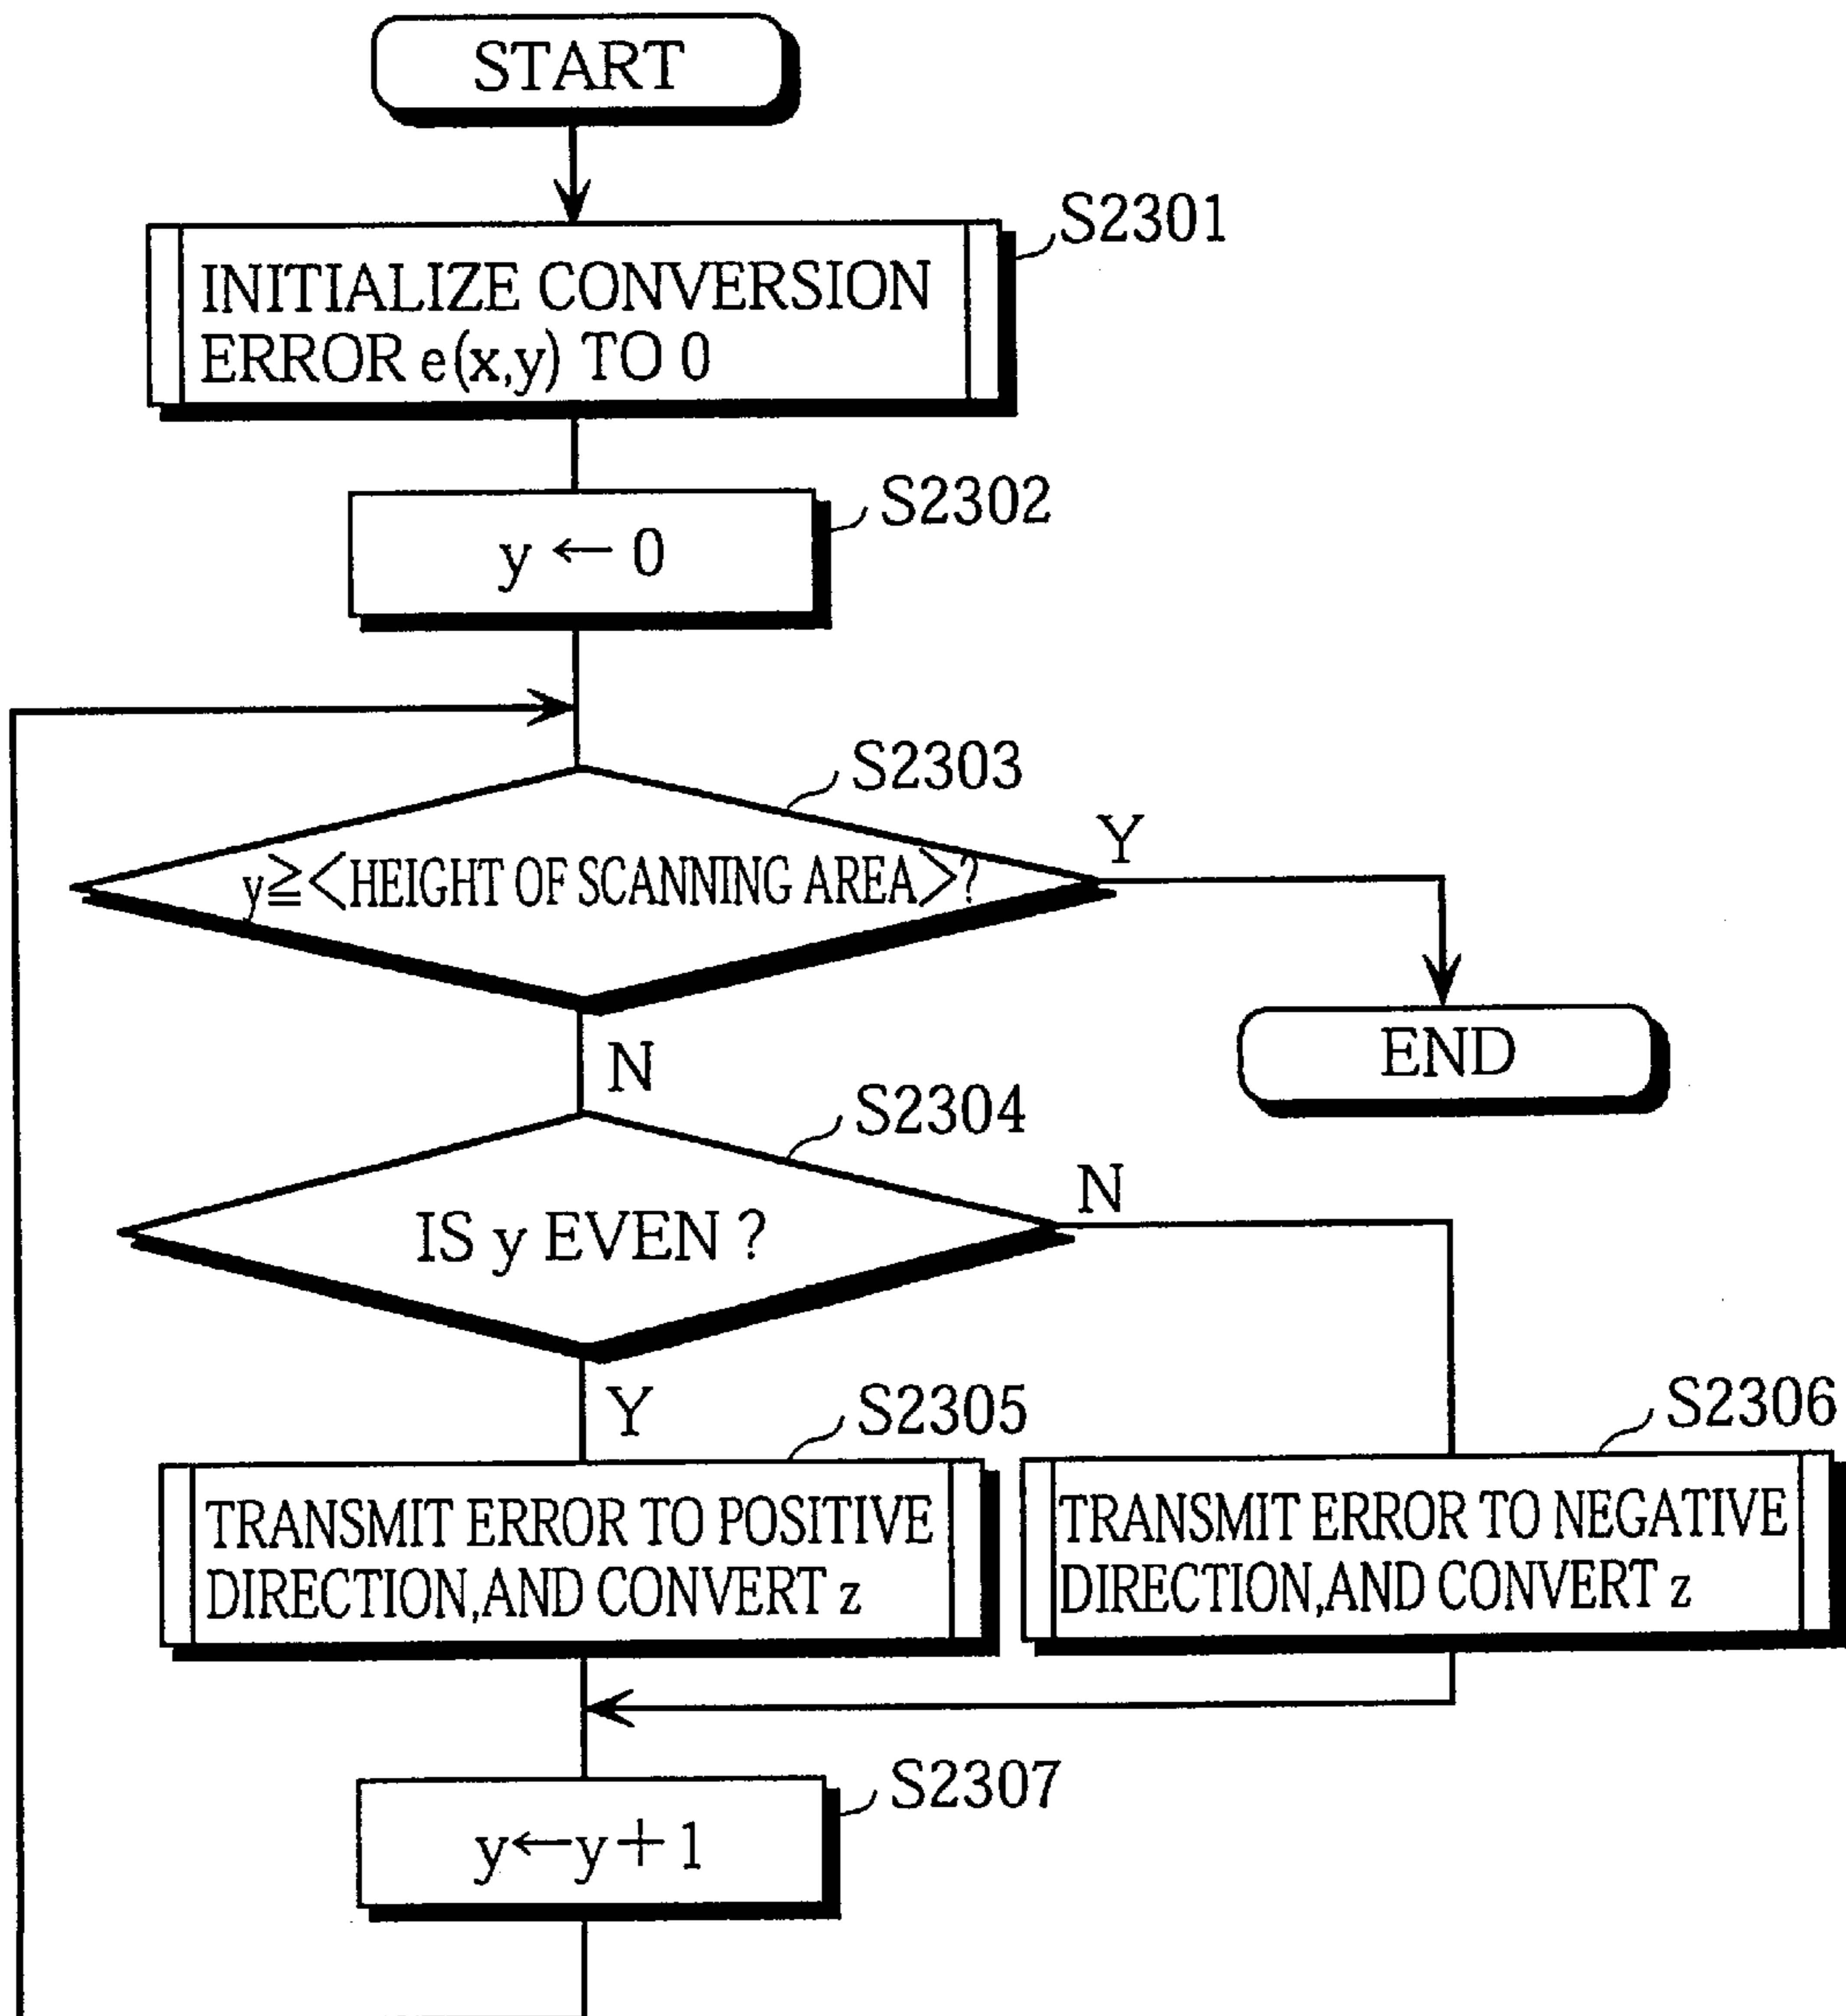 START
S2301
INITIALIZE CONVERSION
ERROR e(x,y) TO 0
S2302
y ← 0
S2303
y≧<HEIGHT OF SCANNING AREA>?
Y
N
END
S2304
IS y EVEN ?
N
Y
S2305
TRANSMIT ERROR TO POSITIVE
DIRECTION,AND CONVERT z
S2306
TRANSMIT ERROR TO NEGATIVE
DIRECTION,AND CONVERT z
S2307
y←y+1